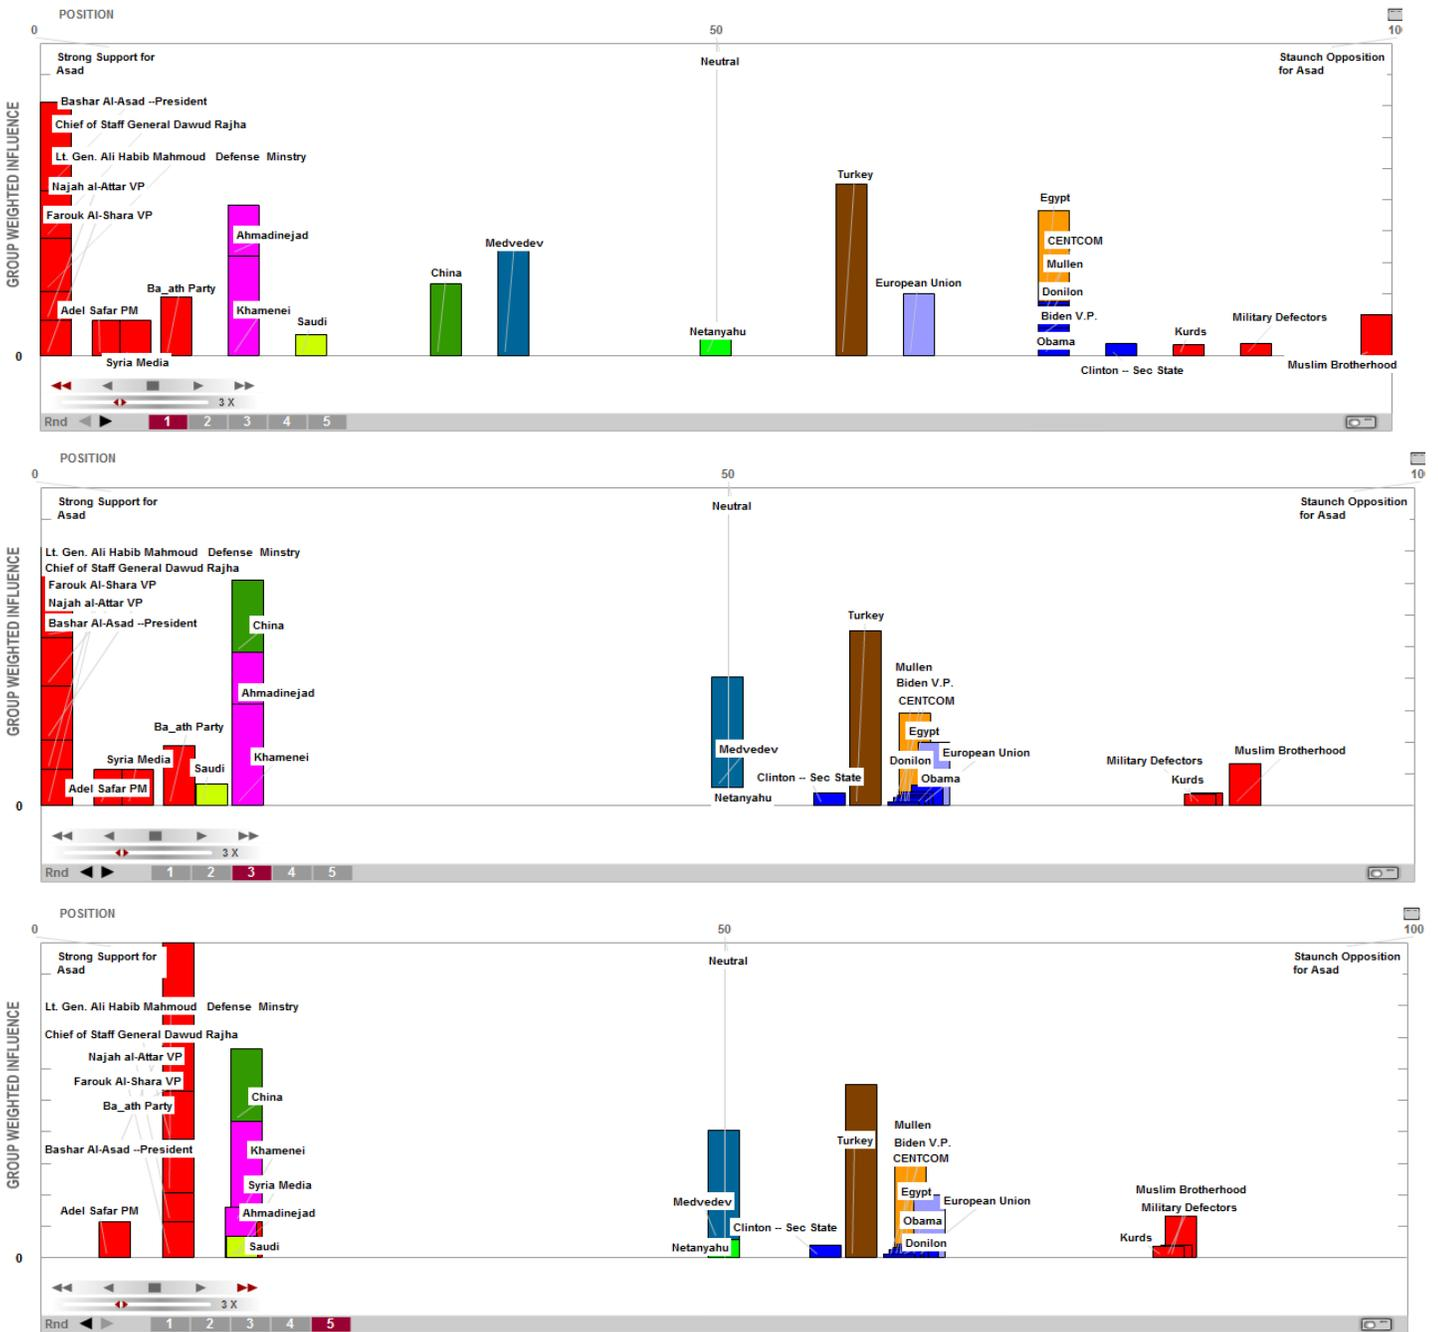 POSITION
0
50
10
Strong Support for
Asad
Neutral
Staunch Opposition
for Asad
GROUP WEIGHTED INFLUENCE
Bashar Al-Asad --President
Chief of Staff General Dawud Rajha
Lt. Gen. Ali Habib Mahmoud Defense Minstry
Najah al-Attar VP
Farouk Al-Shara VP
Turkey
Egypt
Ahmadinejad
Medvedev
CENTCOM
Mullen
China
European Union
Ba_ath Party
Donilon
Adel Safar PM
Khamenei
Saudi
Biden V.P.
Military Defectors
Netanyahu
Kurds
Obama
0
Syria Media
Clinton -- Sec State
Muslim Brotherhood
3 X
Rnd
1
2
3
4
5
POSITION
0
50
10
Strong Support for
Asad
Neutral
Staunch Opposition
for Asad
GROUP WEIGHTED INFLUENCE
Lt. Gen. Ali Habib Mahmoud Defense Minstry
Chief of Staff General Dawud Rajha
Farouk Al-Shara VP
Najah al-Attar VP
Bashar Al-Asad --President
China
Turkey
Mullen
Biden V.P.
Ahmadinejad
CENTCOM
Ba_ath Party
Egypt
Khamenei
Medvedev
European Union
Muslim Brotherhood
Syria Media
Saudi
Donilon
Military Defectors
Clinton -- Sec State
Obama
Kurds
Adel Safar PM
Netanyahu
0
3 X
Rnd
1
2
3
4
5
POSITION
0
50
100
Strong Support for
Asad
Neutral
Staunch Opposition
for Asad
GROUP WEIGHTED INFLUENCE
Lt. Gen. Ali Habib Mahmoud Defense Minstry
Chief of Staff General Dawud Rajha
Najah al-Attar VP
Farouk Al-Shara VP
China
Ba_ath Party
Mullen
Turkey
Biden V.P.
Bashar Al-Asad --President
Khamenei
CENTCOM
Syria Media
Egypt
Muslim Brotherhood
Medvedev
European Union
Military Defectors
Adel Safar PM
Ahmadinejad
Obama
Clinton -- Sec State
Kurds
Saudi
Netanyahu
Donilon
0
3 X
Rnd
1
2
3
4
5